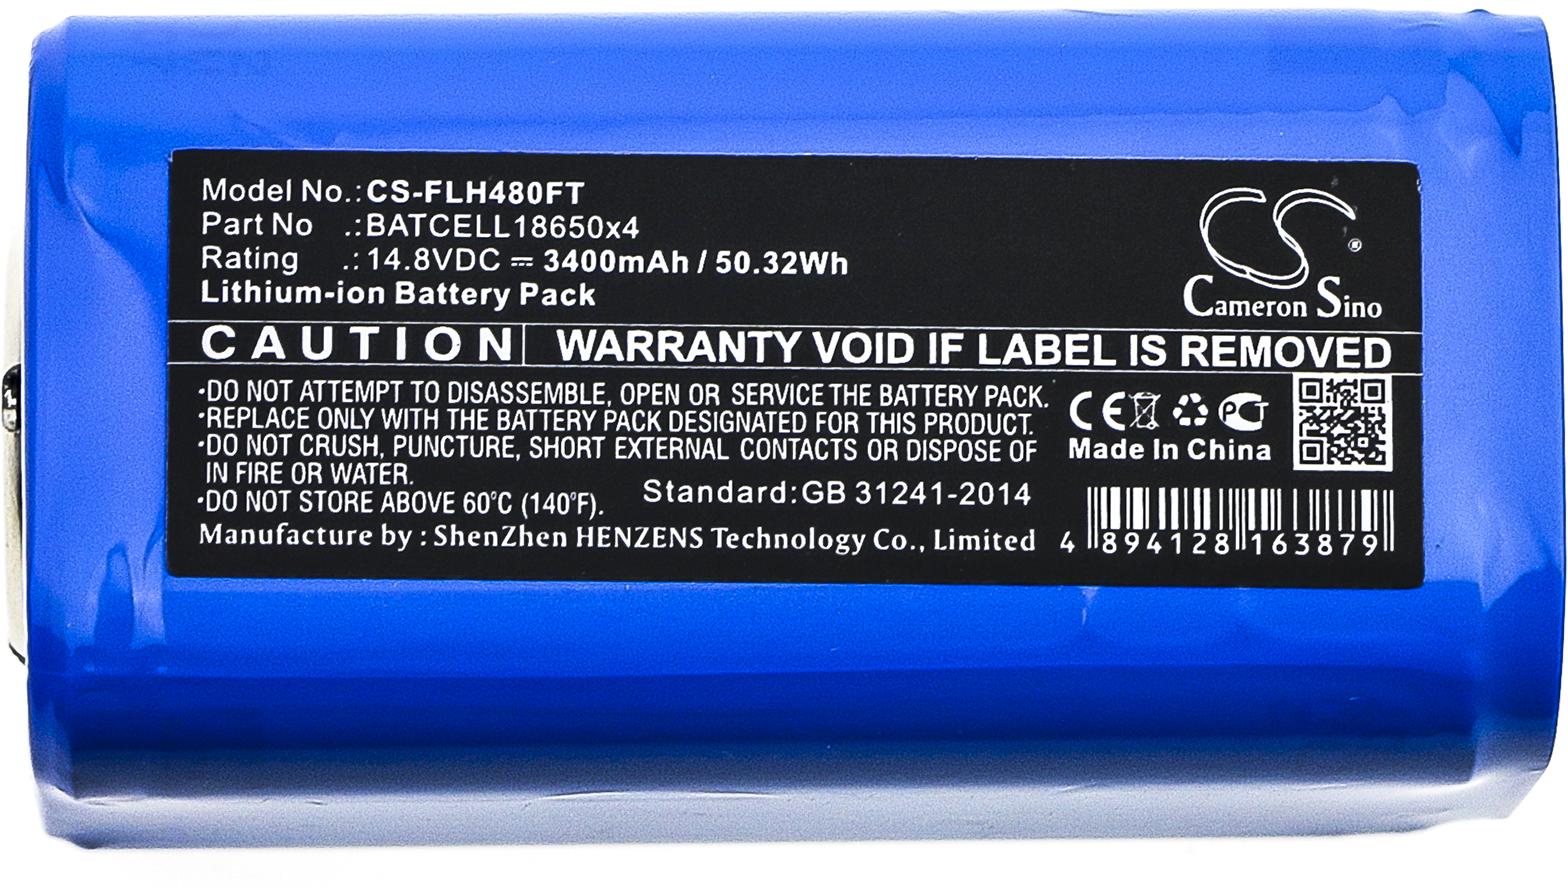 Model No.:CS-FLH480FT
Part No .:BATCELL18650x4
Rating .:14.8VDC ⎓ 3400mAh / 50.32Wh
Lithium-ion Battery Pack
CS
®
Cameron Sino
CAUTION WARRANTY VOID IF LABEL IS REMOVED
•DO NOT ATTEMPT TO DISASSEMBLE, OPEN OR SERVICE THE BATTERY PACK.
•REPLACE ONLY WITH THE BATTERY PACK DESIGNATED FOR THIS PRODUCT.
•DO NOT CRUSH, PUNCTURE, SHORT EXTERNAL CONTACTS OR DISPOSE OF
IN FIRE OR WATER.
•DO NOT STORE ABOVE 60°C (140°F).
CE
Made In China
Standard:GB 31241-2014
Manufacture by : ShenZhen HENZENS Technology Co., Limited
4 894128 163879